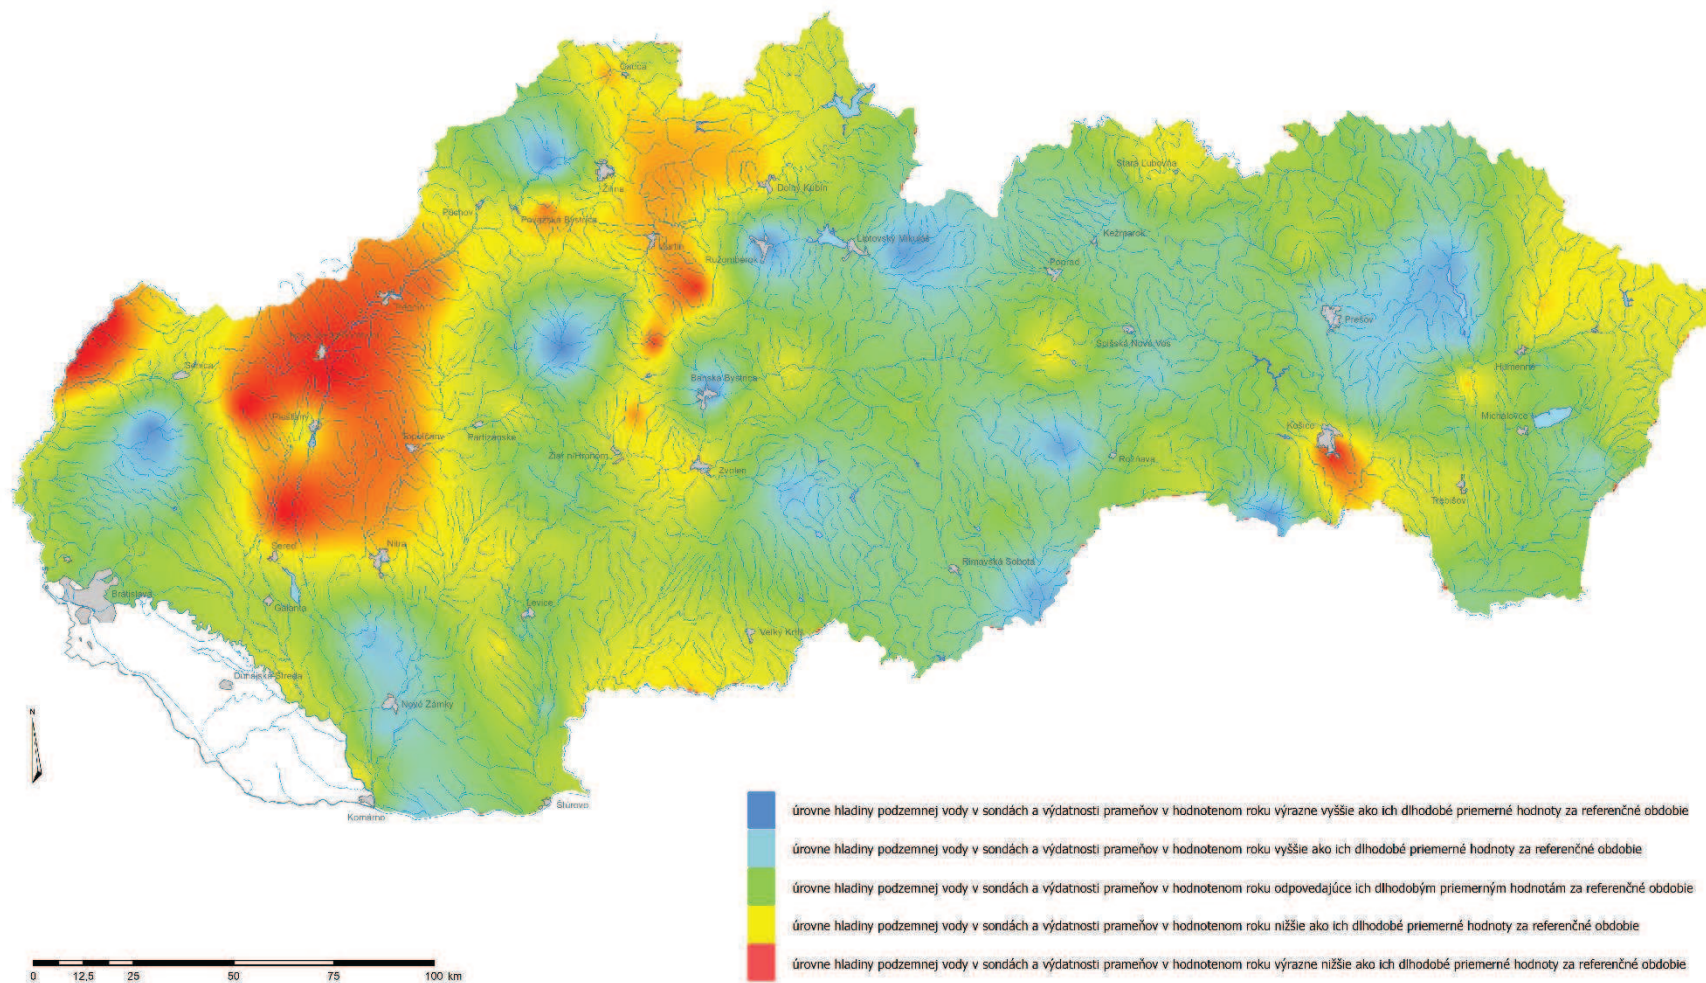 Čadca
Stará Ľubovňa
Žilina
Dolný Kubín
Púchov
Považská Bystrica
Martin
Liptovský Mikuláš
Kežmarok
Ružomberok
Poprad
Trenčín
Prešov
Spišská Nová Ves
Senica
Humenné
Banská Bystrica
Piešťany
Michalovce
Partizánske
Košice
Topoľčany
Žiar n/Hronom
Rožňava
Zvolen
Trebišov
Nitra
Sereď
Rimavská Sobota
Bratislava
Galanta
Levice
Veľký Krtíš
Dunajská Streda
Nové Zámky
N
Štúrovo
Komárno
úrovne hladiny podzemnej vody v sondách a výdatnosti prameňov v hodnotenom roku výrazne vyššie ako ich dlhodobé priemerné hodnoty za referenčné obdobie
úrovne hladiny podzemnej vody v sondách a výdatnosti prameňov v hodnotenom roku vyššie ako ich dlhodobé priemerné hodnoty za referenčné obdobie
úrovne hladiny podzemnej vody v sondách a výdatnosti prameňov v hodnotenom roku odpovedajúce ich dlhodobým priemerným hodnotám za referenčné obdobie
úrovne hladiny podzemnej vody v sondách a výdatnosti prameňov v hodnotenom roku nižšie ako ich dlhodobé priemerné hodnoty za referenčné obdobie
úrovne hladiny podzemnej vody v sondách a výdatnosti prameňov v hodnotenom roku výrazne nižšie ako ich dlhodobé priemerné hodnoty za referenčné obdobie
0 12,5 25 50 75 100 km